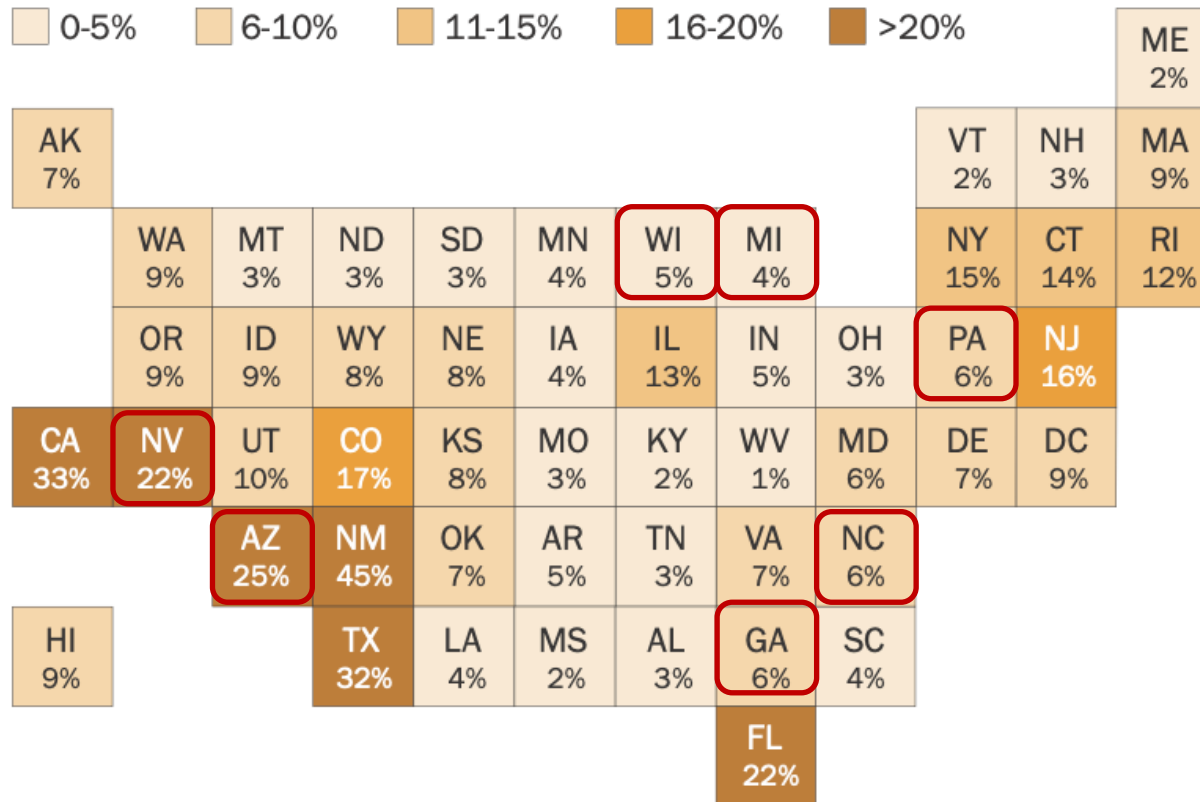 0-5% 6-10% 11-15% 16-20% >20%
ME
2%
AK VT NH MA
7% 2% 3% 9%
WA MT ND SD MN WI MI NY CT RI
9% 3% 3% 3% 4% 5% 4% 15% 14% 12%
OR ID WY NE IA IL IN OH PA NJ
9% 9% 8% 8% 4% 13% 5% 3% 6% 16%
CA NV UT CO KS MO KY WV MD DE DC
33% 22% 10% 17% 8% 3% 2% 1% 6% 7% 9%
AZ NM OK AR TN VA NC
25% 45% 7% 5% 3% 7% 6%
HI TX LA MS AL GA SC
9% 32% 4% 2% 3% 6% 4%
FL
22%